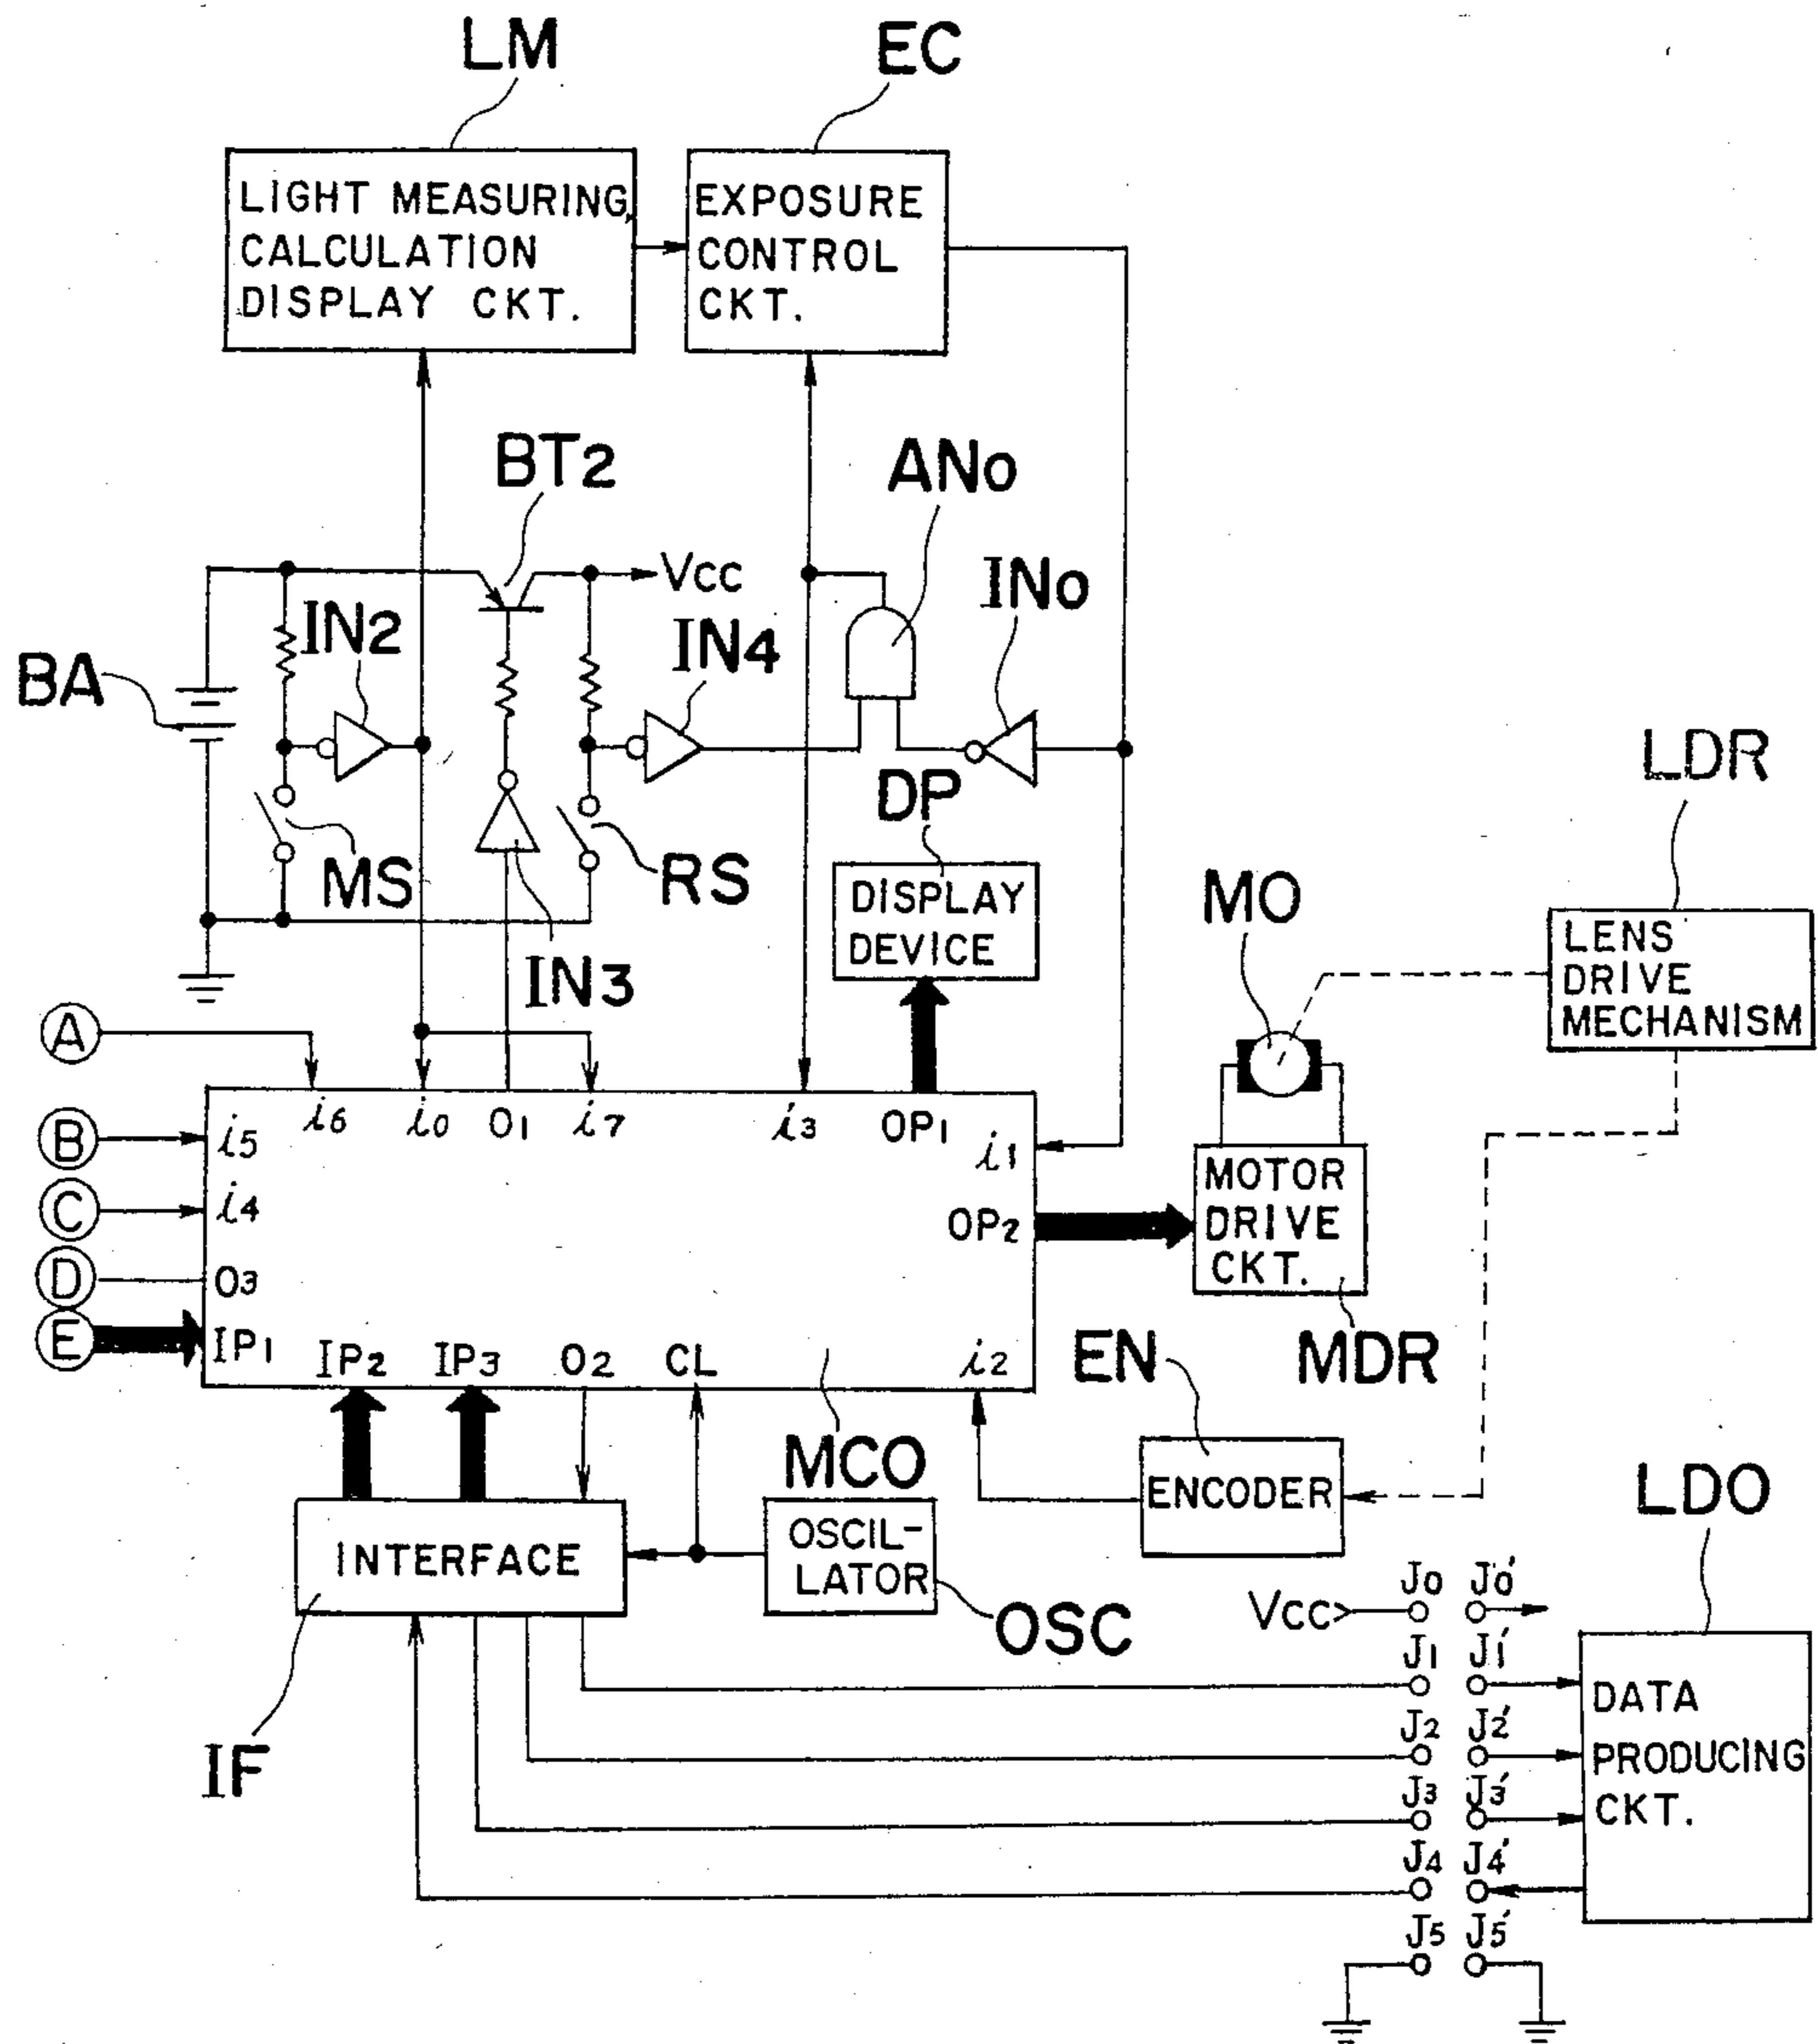 LM
EC
LIGHT MEASURING
CALCULATION
DISPLAY CKT.
EXPOSURE
CONTROL
CKT.
BT2
ANo
Vcc
INo
IN2
IN4
BA
LDR
DP
MS
RS
DISPLAY
DEVICE
MO
LENS
DRIVE
MECHANISM
IN3
A
i6
i0
O1
i7
i3
OP1
i1
B
i5
C
i4
OP2
MOTOR
DRIVE
CKT.
D
O3
E
IP1
IP2
IP3
O2
CL
i2
EN
MDR
MCO
ENCODER
LDO
INTERFACE
OSCIL-
LATOR
OSC
Vcc
J0 J0'
J1 J1'
J2 J2'
J3 J3'
J4 J4'
J5 J5'
DATA
PRODUCING
CKT.
IF